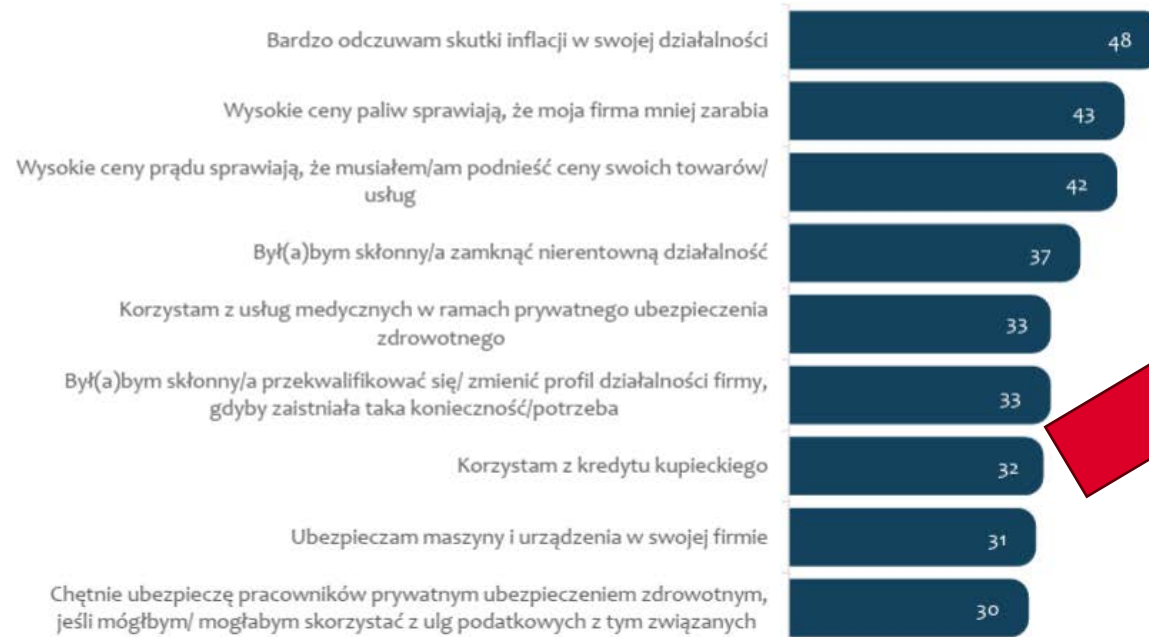 Bardzo odczuwam skutki inflacji w swojej działalności
48
Wysokie ceny paliw sprawiają, że moja firma mniej zarabia
43
Wysokie ceny prądu sprawiają, że musiałem/am podnieść ceny swoich towarów/
usług
42
Był(a)bym skłonny/a zamknąć nierentowną działalność
37
Korzystam z usług medycznych w ramach prywatnego ubezpieczenia
zdrowotnego
33
Był(a)bym skłonny/a przekwalifikować się/ zmienić profil działalności firmy,
gdyby zaistniała taka konieczność/potrzeba
33
Korzystam z kredytu kupieckiego
32
Ubezpieczam maszyny i urządzenia w swojej firmie
31
Chętnie ubezpieczę pracowników prywatnym ubezpieczeniem zdrowotnym,
jeśli mógłbym/ mogłabym skorzystać z ulg podatkowych z tym związanych
30